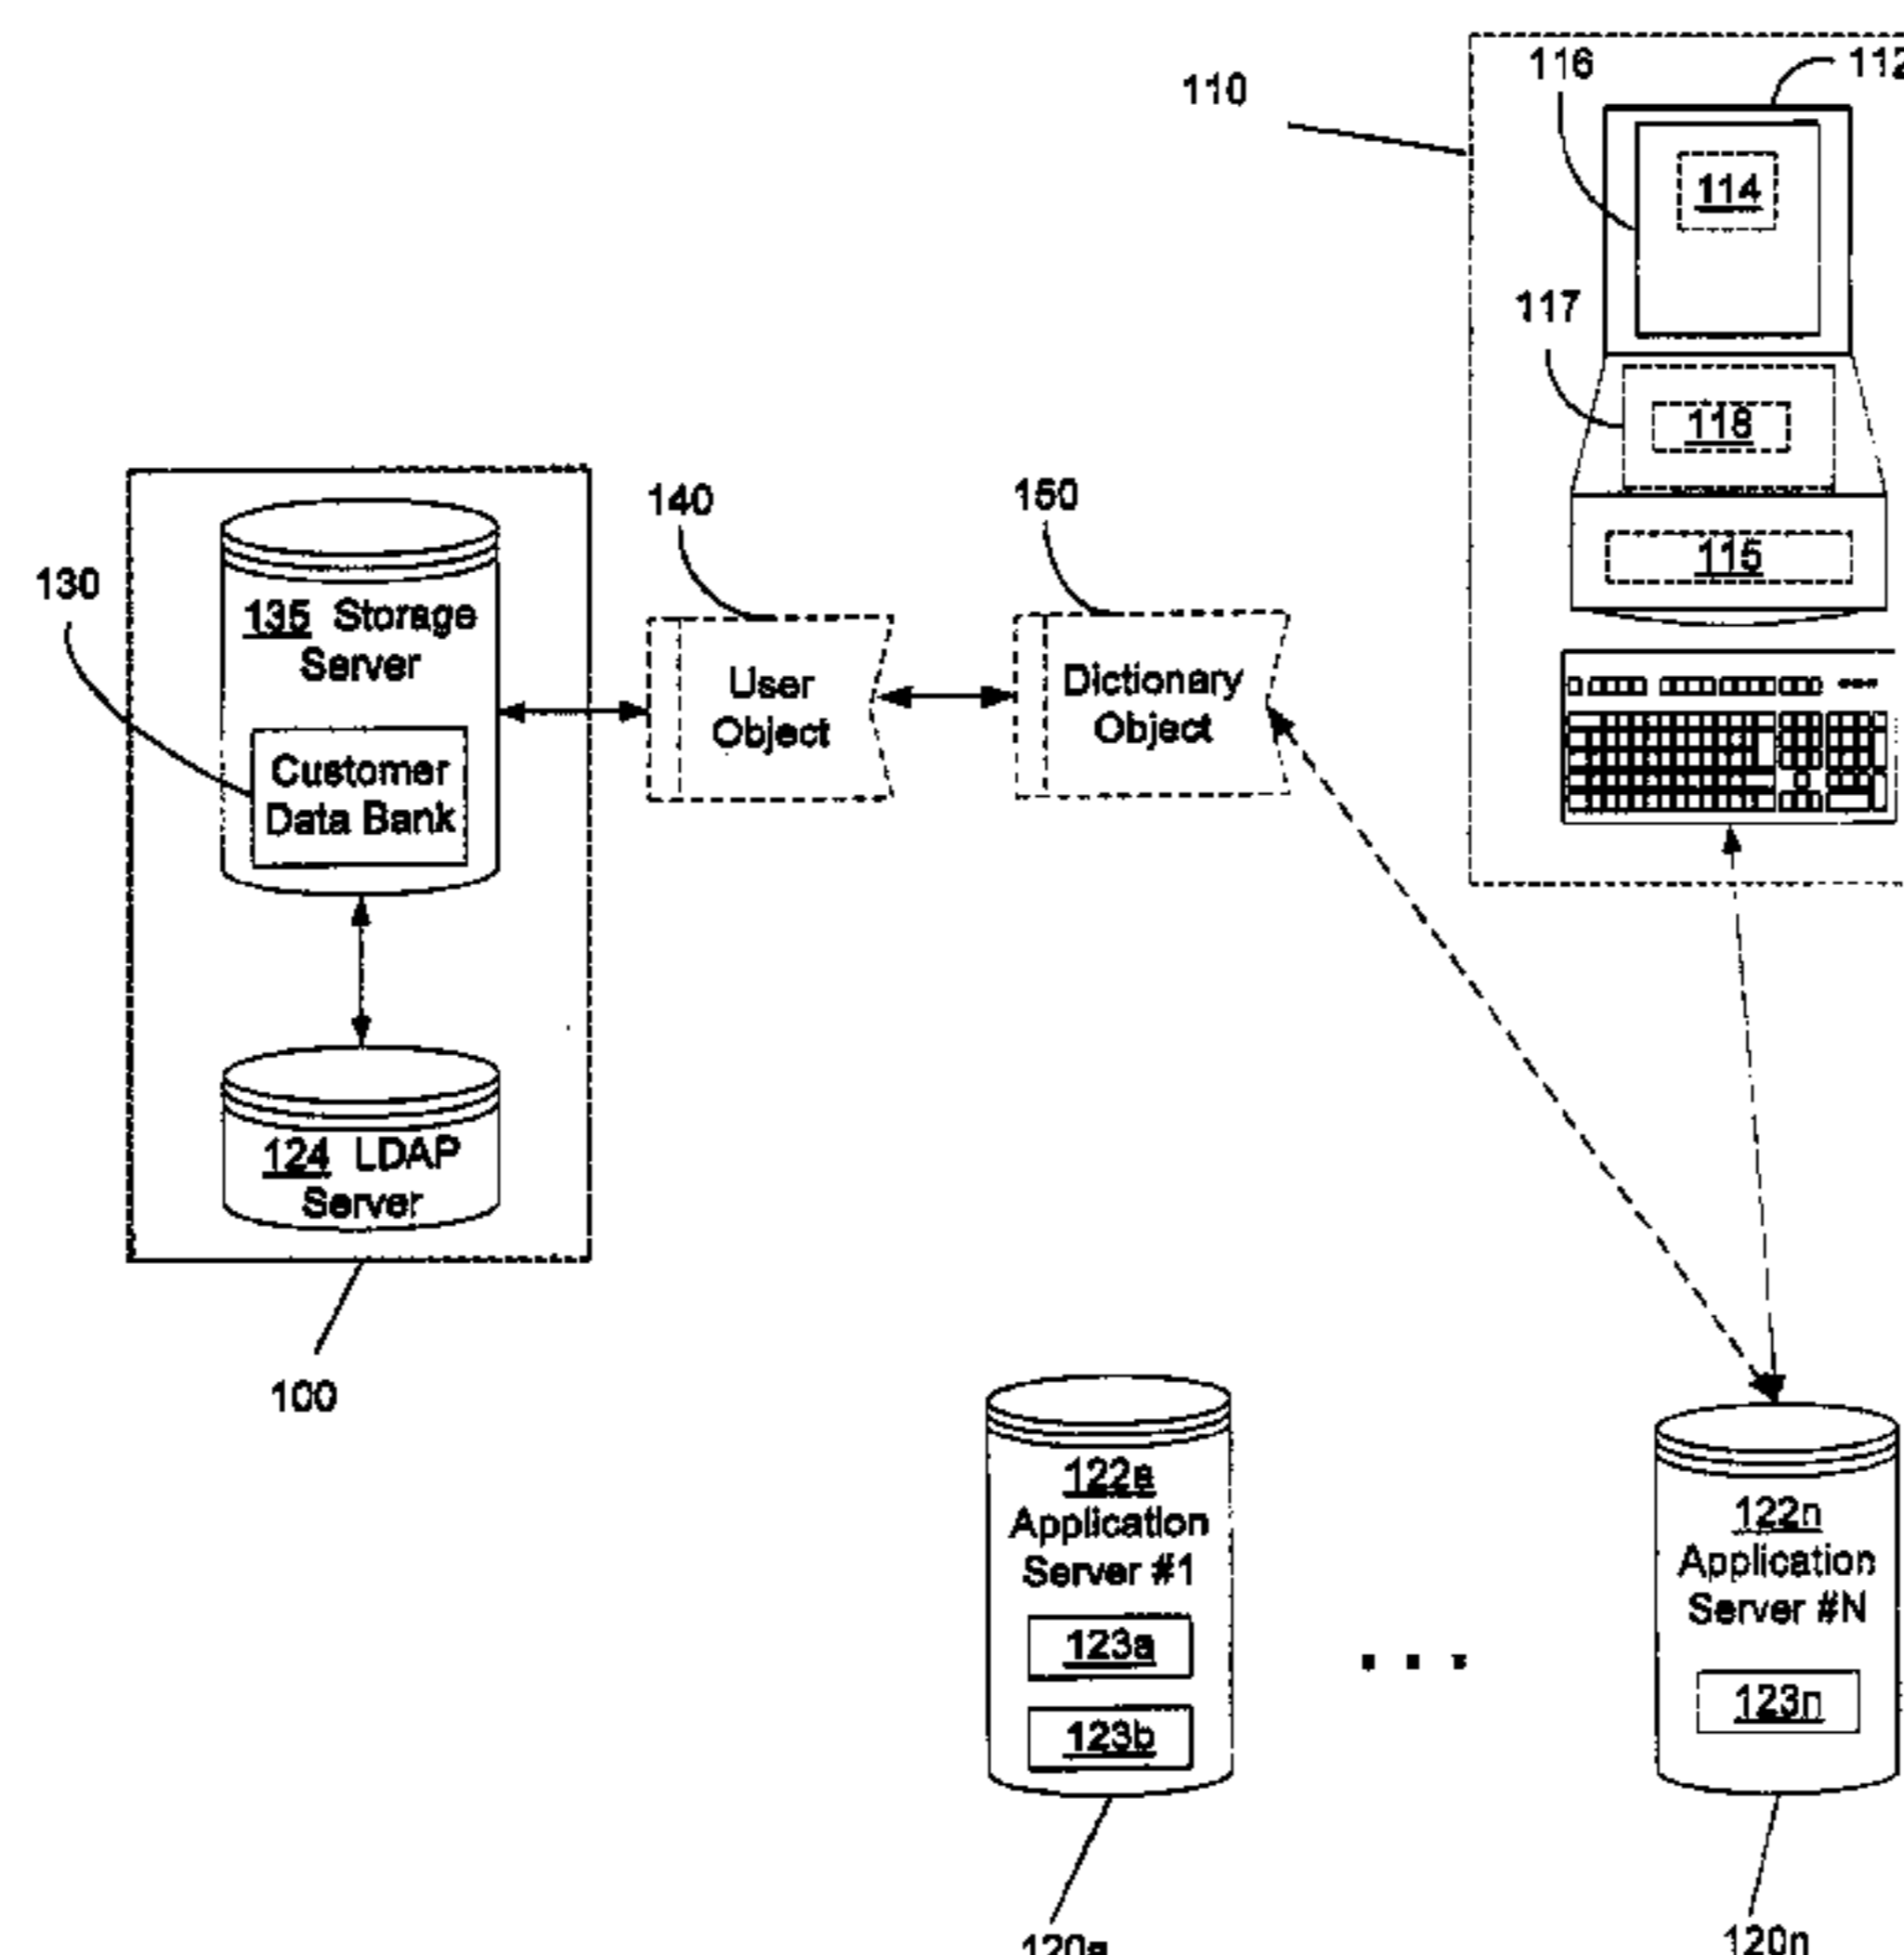 110
116
112
114
117
118
115
140
150
130
135 Storage
Server
Customer
Data Bank
User
Object
Dictionary
Object
124 LDAP
Server
100
122a
Application
Server #1
123a
123b
122n
Application
Server #N
123n
120a
120n